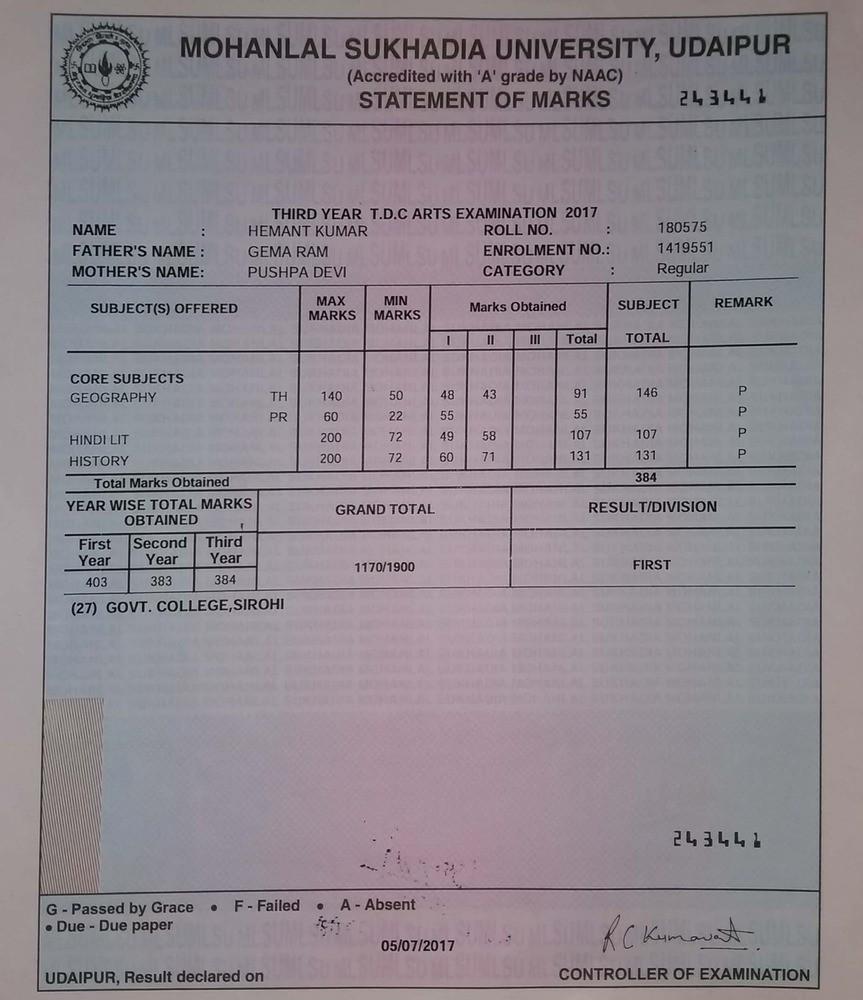 MOHANLAL SUKHADIA UNIVERSITY, UDAIPUR
(Accredited with 'A' grade by NAAC)
STATEMENT OF MARKS 243441
THIRD YEAR T.D.C ARTS EXAMINATION 2017
NAME : HEMANT KUMAR ROLL NO. : 180575
FATHER'S NAME : GEMA RAM ENROLMENT NO.: 1419551
MOTHER'S NAME: PUSHPA DEVI CATEGORY : Regular
SUBJECT(S) OFFERED MAX MARKS MIN MARKS Marks Obtained SUBJECT TOTAL REMARK
I II III Total
CORE SUBJECTS
GEOGRAPHY TH 140 50 48 43 91 146 P
PR 60 22 55 55 P
HINDI LIT 200 72 49 58 107 107 P
HISTORY 200 72 60 71 131 131 P
Total Marks Obtained 384
YEAR WISE TOTAL MARKS OBTAINED GRAND TOTAL RESULT/DIVISION
First Year Second Year Third Year
403 383 384 1170/1900 FIRST
(27) GOVT. COLLEGE,SIROHI
243441
G - Passed by Grace • F - Failed • A - Absent
• Due - Due paper
05/07/2017 R C Kumavat
UDAIPUR, Result declared on CONTROLLER OF EXAMINATION